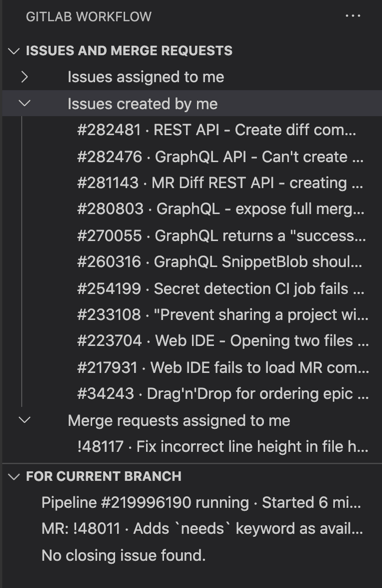 GITLAB WORKFLOW ...
ISSUES AND MERGE REQUESTS
Issues assigned to me
Issues created by me
#282481 · REST API - Create diff com...
#282476 · GraphQL API - Can't create ...
#281143 · MR Diff REST API - creating ...
#280803 · GraphQL - expose full merg...
#270055 · GraphQL returns a "success...
#260316 · GraphQL SnippetBlob shoul...
#254199 · Secret detection CI job fails ...
#233108 · "Prevent sharing a project wi...
#223704 · Web IDE - Opening two files ...
#217931 · Web IDE fails to load MR com...
#34243 · Drag'n'Drop for ordering epic ...
Merge requests assigned to me
!48117 · Fix incorrect line height in file h...
FOR CURRENT BRANCH
Pipeline #219996190 running · Started 6 mi...
MR: !48011 · Adds `needs` keyword as avail...
No closing issue found.